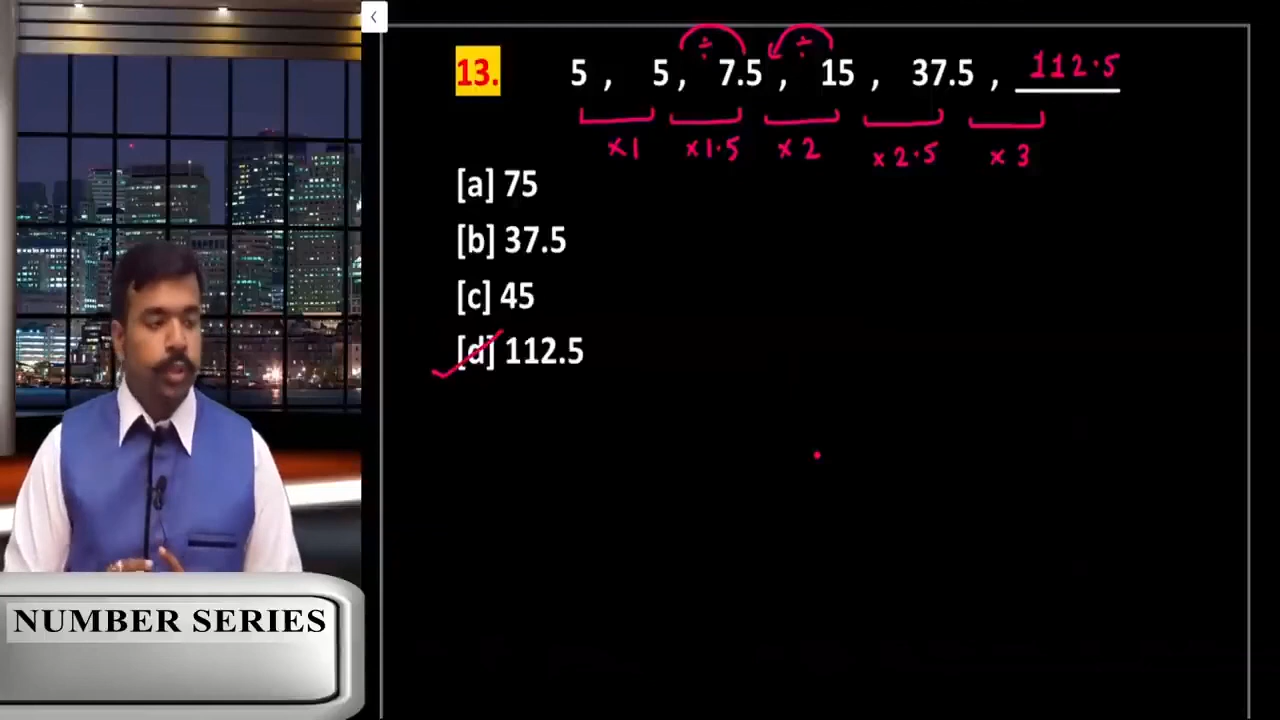 13. 5 , 5 , 7.5 , 15 , 37.5 , 112.5
÷ ÷
×1 ×1.5 ×2 ×2.5 ×3
[a] 75
[b] 37.5
[c] 45
[d] 112.5
NUMBER SERIES